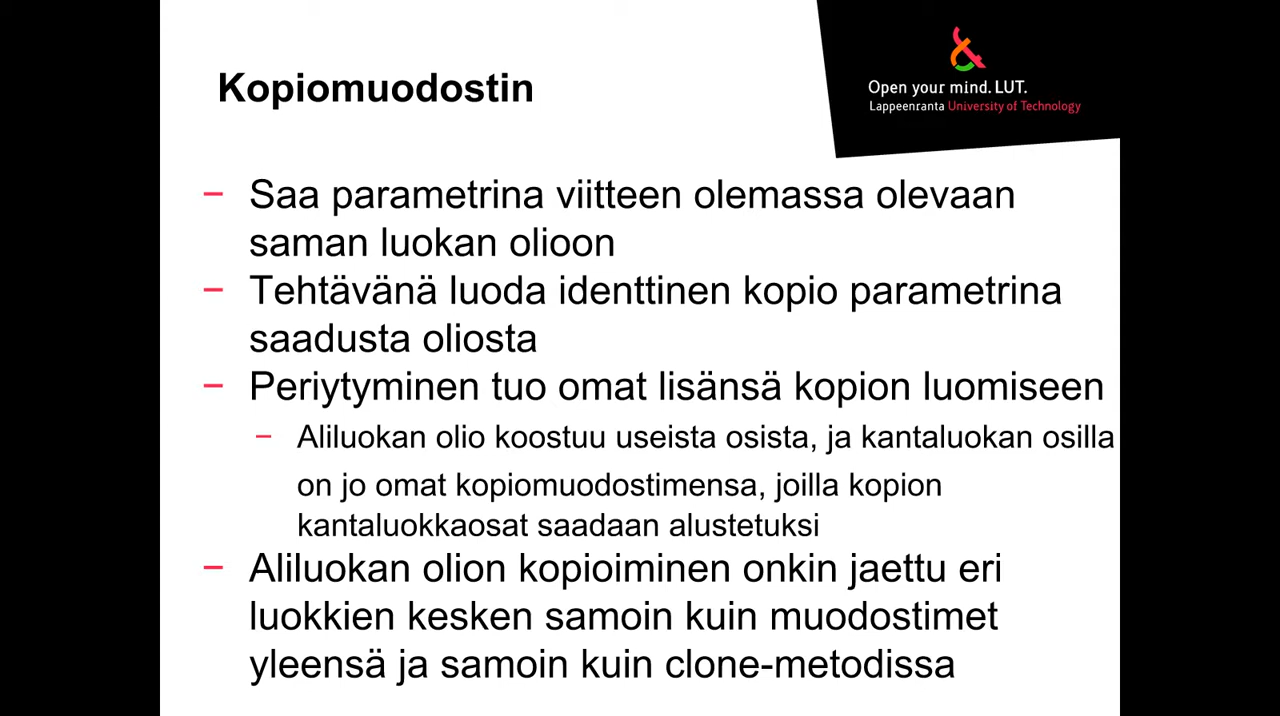 Kopiomuodostin
Open your mind. LUT.
Lappeenranta University of Technology
− Saa parametrina viitteen olemassa olevaan
saman luokan olioon
− Tehtävänä luoda identtinen kopio parametrina
saadusta oliosta
− Periytyminen tuo omat lisänsä kopion luomiseen
− Aliluokan olio koostuu useista osista, ja kantaluokan osilla
on jo omat kopiomuodostimensa, joilla kopion
kantaluokkaosat saadaan alustetuksi
− Aliluokan olion kopioiminen onkin jaettu eri
luokkien kesken samoin kuin muodostimet
yleensä ja samoin kuin clone-metodissa